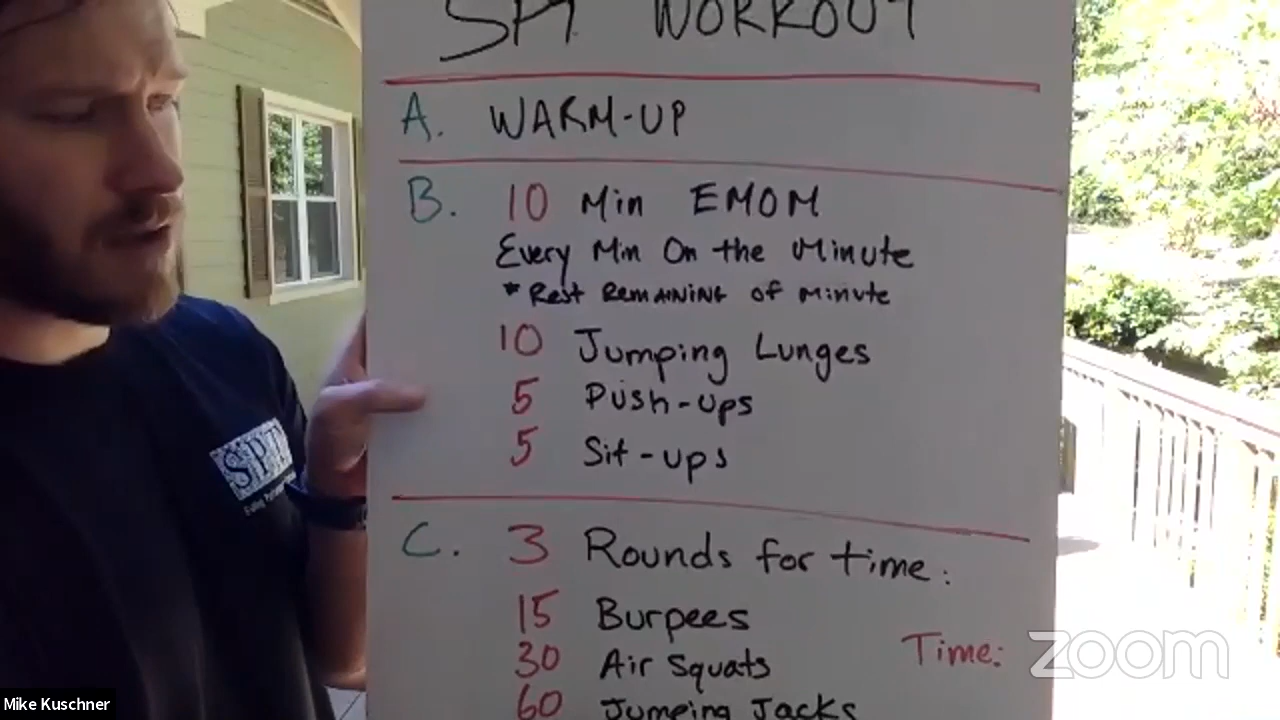 SPI WORKOUT
A. WARM-UP
B. 10 Min EMOM
Every Min On the Minute
* Rest Remaining of Minute
10 Jumping Lunges
5 Push-ups
5 Sit-ups
C. 3 Rounds for time:
15 Burpees
30 Air Squats
60 Jumping Jacks
Time:
SPI
zoom
Mike Kuschner